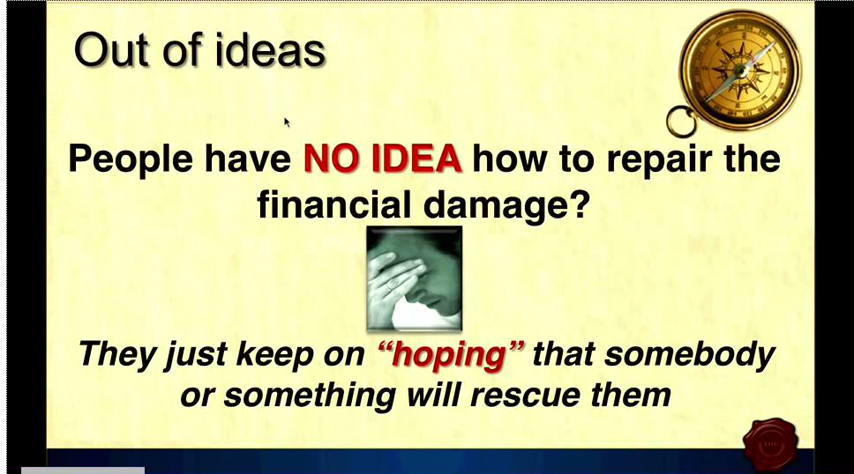 Out of ideas
People have NO IDEA how to repair the
financial damage?
They just keep on “hoping” that somebody
or something will rescue them